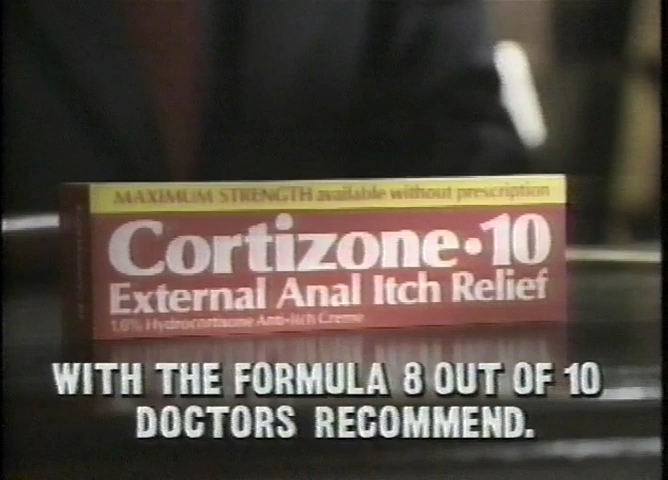 MAXIMUM STRENGTH available without prescription
Cortizone·10
External Anal Itch Relief
1.0% Hydrocortisone Anti-Itch Creme
WITH THE FORMULA 8 OUT OF 10
DOCTORS RECOMMEND.